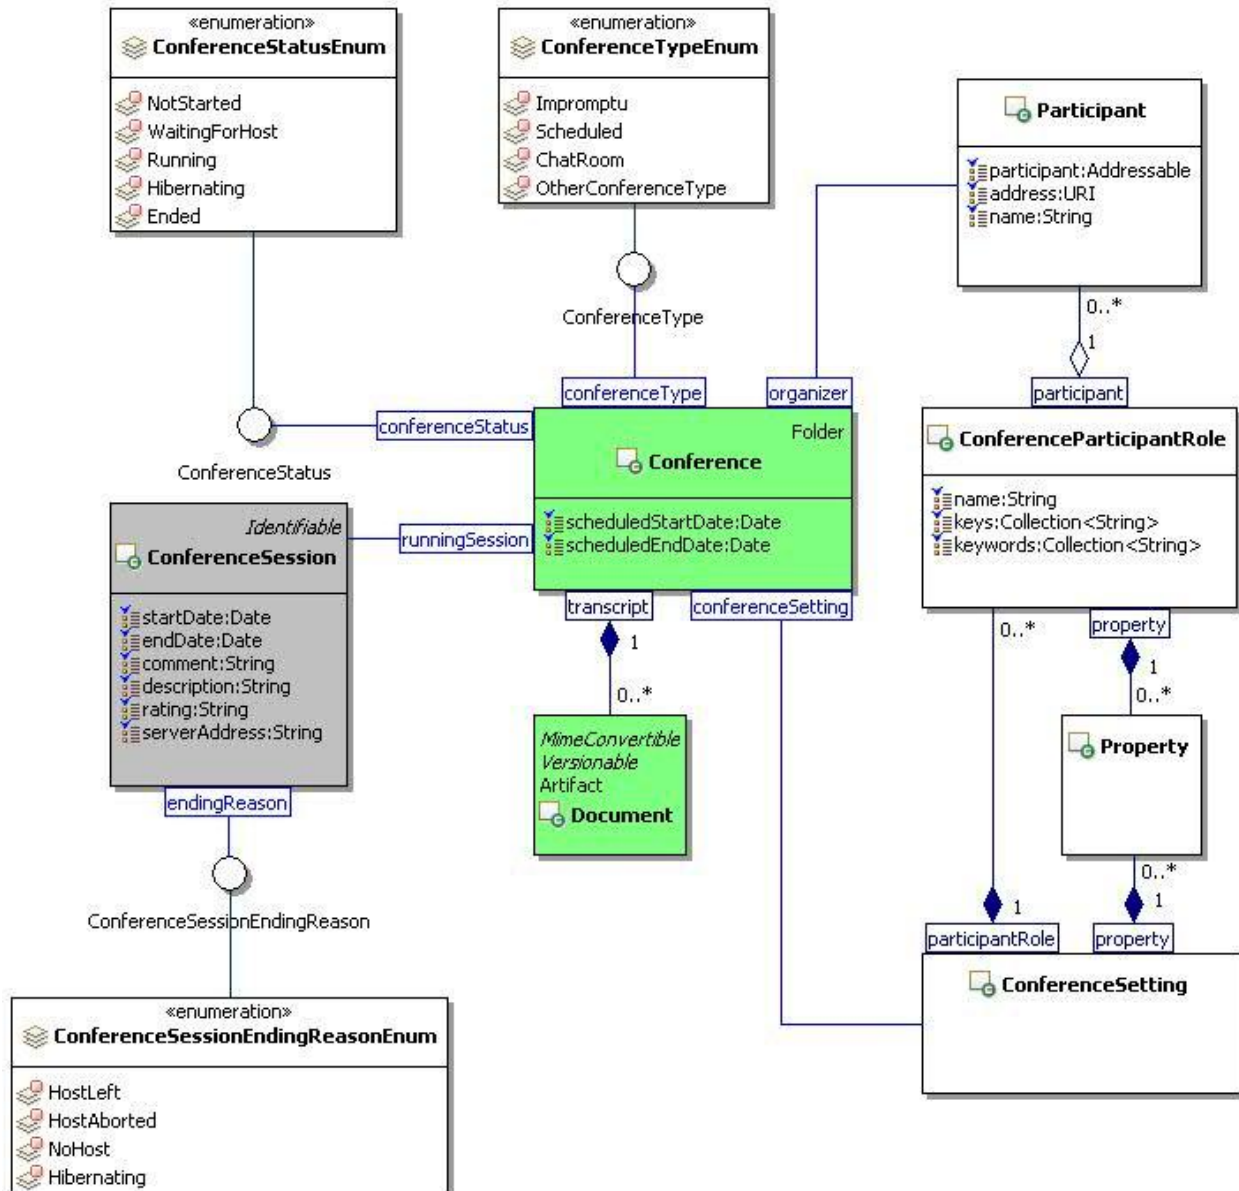 «enumeration»
ConferenceStatusEnum
NotStarted
WaitingForHost
Running
Hibernating
Ended
«enumeration»
ConferenceTypeEnum
Impromptu
Scheduled
ChatRoom
OtherConferenceType
Participant
participant:Addressable
address:URI
name:String
0..*
1
participant
ConferenceType
conferenceType
organizer
conferenceStatus
ConferenceStatus
Folder
Conference
scheduledStartDate:Date
scheduledEndDate:Date
ConferenceParticipantRole
name:String
keys:Collection<String>
keywords:Collection<String>
Identifiable
ConferenceSession
startDate:Date
endDate:Date
comment:String
description:String
rating:String
serverAddress:String
runningSession
transcript
conferenceSetting
1
0..*
MimeConvertible
Versionable
Artifact
Document
0..*
property
1
0..*
Property
0..*
1
1
participantRole
property
ConferenceSetting
endingReason
ConferenceSessionEndingReason
«enumeration»
ConferenceSessionEndingReasonEnum
HostLeft
HostAborted
NoHost
Hibernating